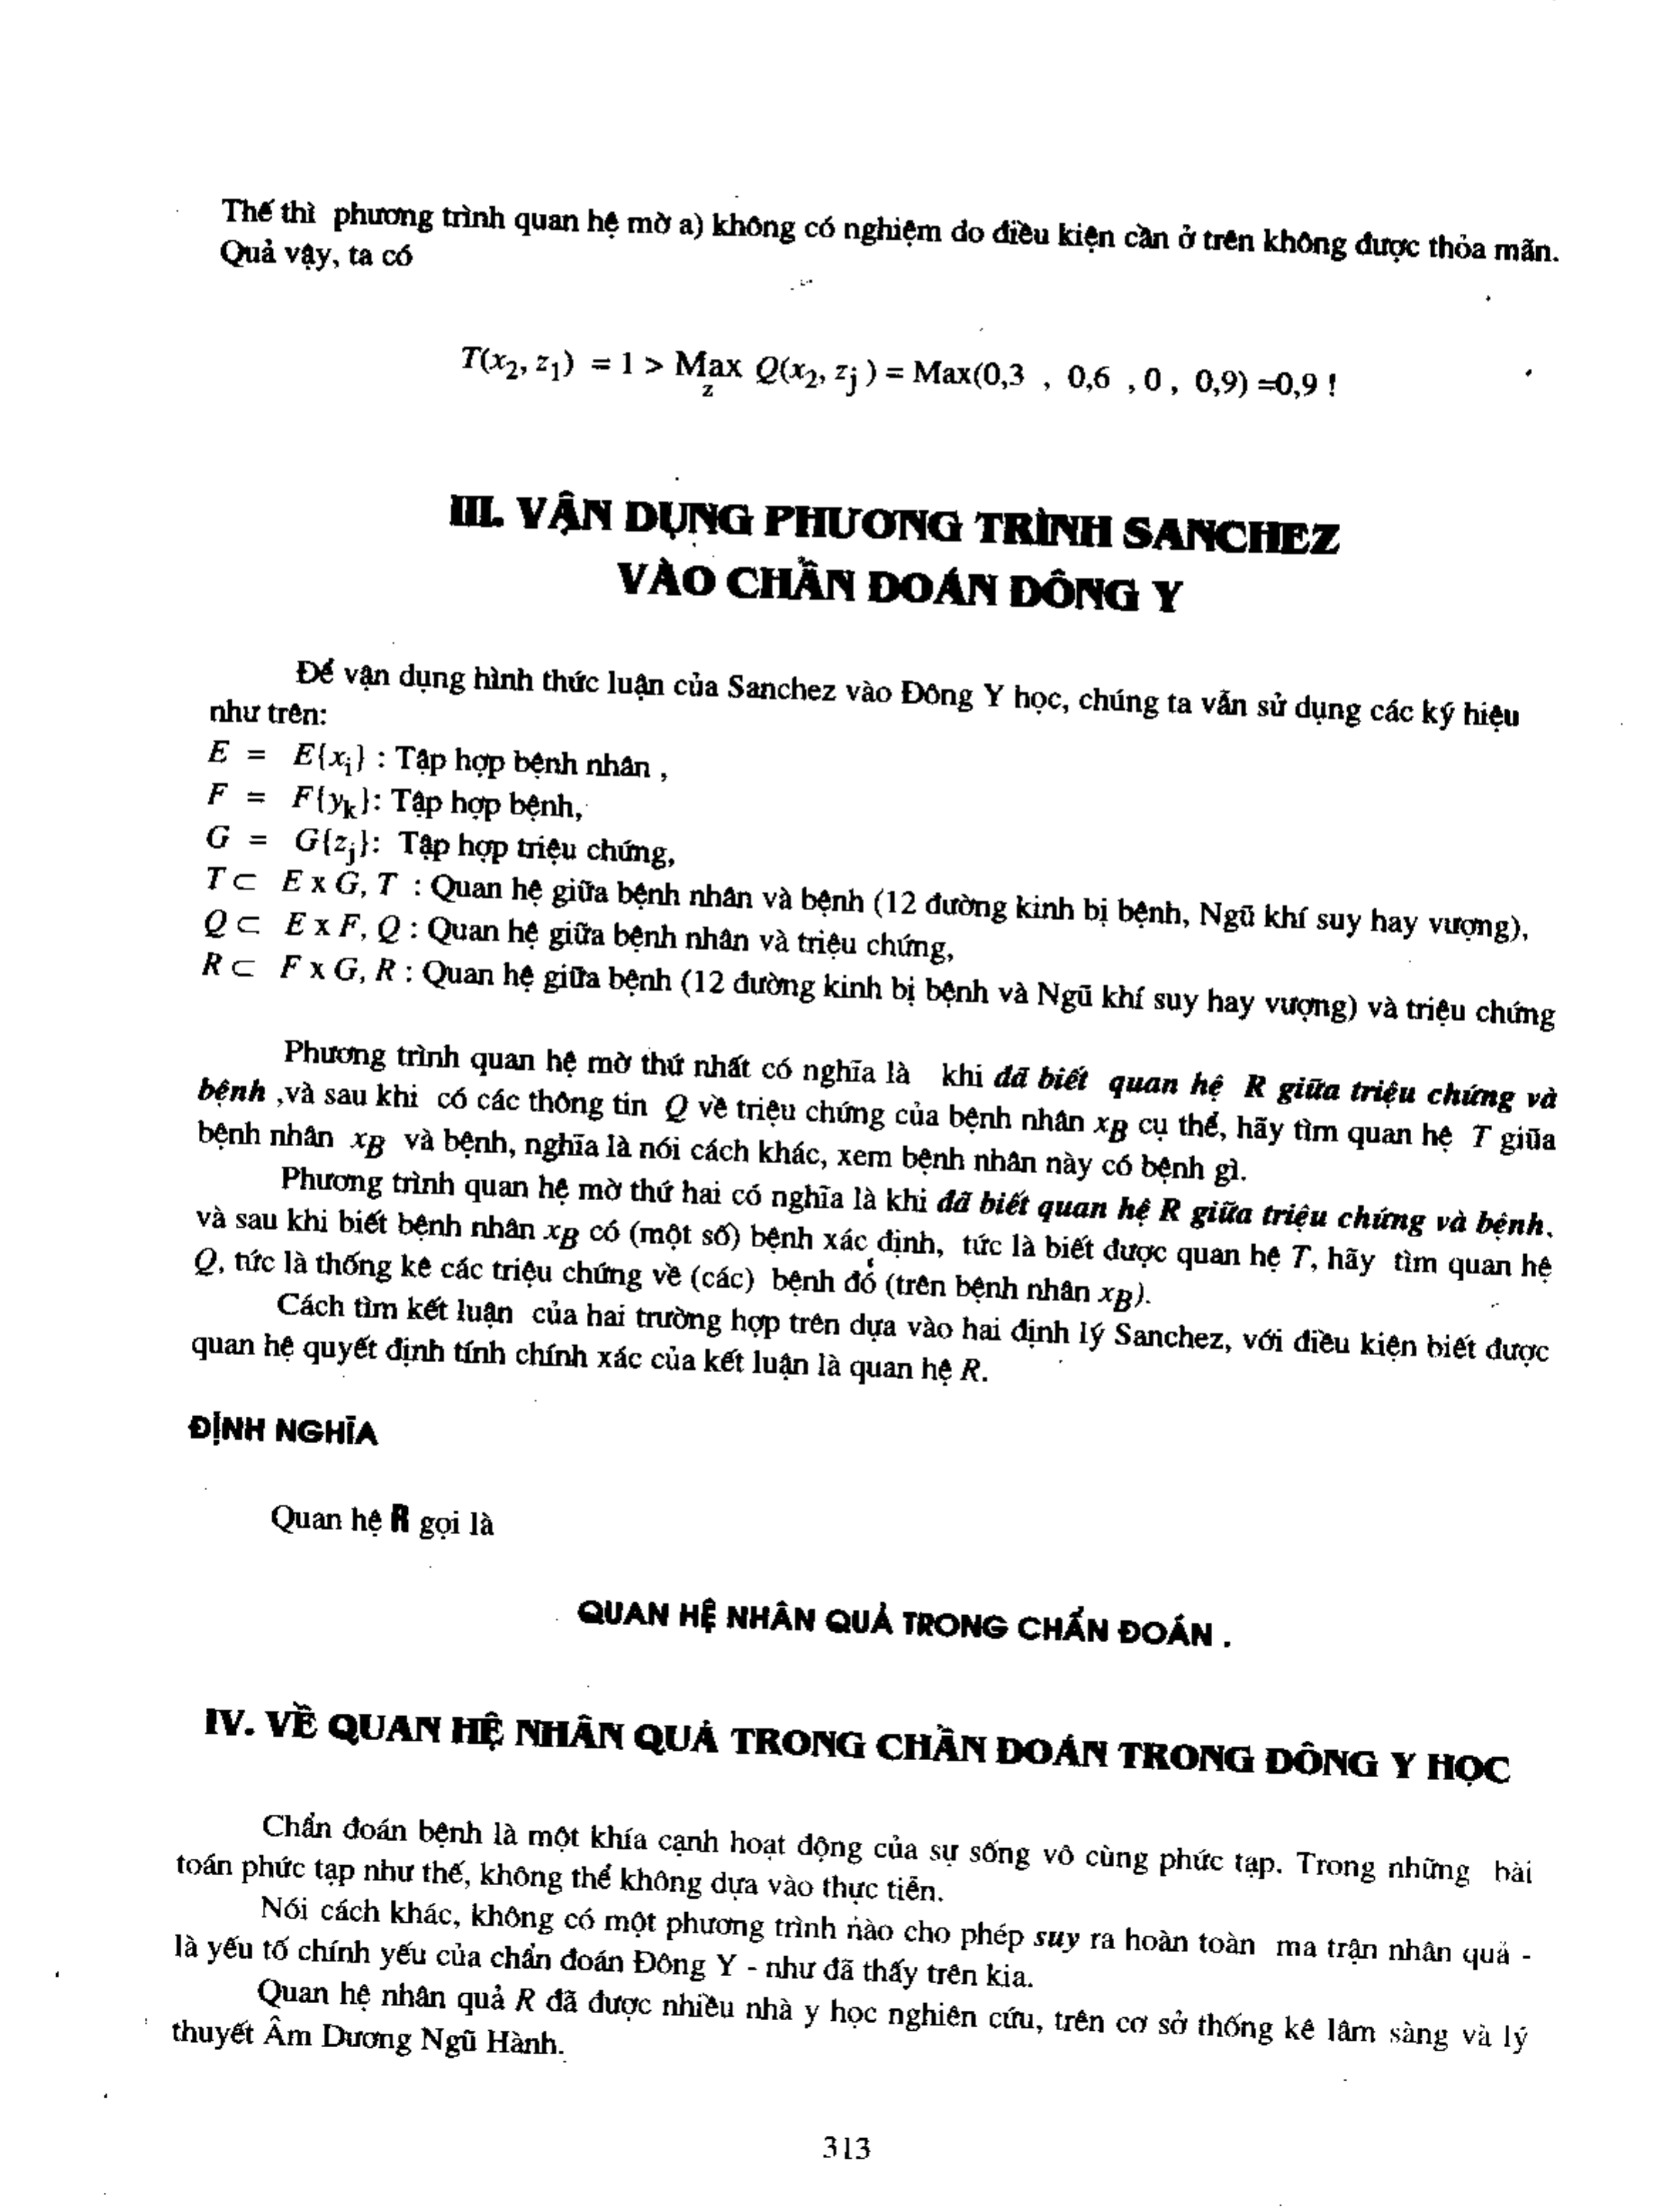 Thế thì phương trình quan hệ mờ a) không có nghiệm do điều kiện cần ở trên không được thỏa mãn.
Quả vậy, ta có
T(x₂, z₁) = 1 > Max Q(x₂, zⱼ ) = Max(0,3 , 0,6 , 0 , 0,9) =0,9 !
z
III. VẬN DỤNG PHƯƠNG TRÌNH SANCHEZ
VÀO CHẨN ĐOÁN ĐÔNG Y
Để vận dụng hình thức luận của Sanchez vào Đông Y học, chúng ta vẫn sử dụng các ký hiệu
như trên:
E = E{xᵢ} : Tập hợp bệnh nhân ,
F = F{yₖ}: Tập hợp bệnh,
G = G{zⱼ}: Tập hợp triệu chứng,
T ⊂ E x G, T : Quan hệ giữa bệnh nhân và bệnh (12 đường kinh bị bệnh, Ngũ khí suy hay vượng),
Q ⊂ E x F, Q : Quan hệ giữa bệnh nhân và triệu chứng,
R ⊂ F x G, R : Quan hệ giữa bệnh (12 đường kinh bị bệnh và Ngũ khí suy hay vượng) và triệu chứng
Phương trình quan hệ mờ thứ nhất có nghĩa là khi đã biết quan hệ R giữa triệu chứng và
bệnh ,và sau khi có các thông tin Q về triệu chứng của bệnh nhân x_B cụ thể, hãy tìm quan hệ T giữa
bệnh nhân x_B và bệnh, nghĩa là nói cách khác, xem bệnh nhân này có bệnh gì.
Phương trình quan hệ mờ thứ hai có nghĩa là khi đã biết quan hệ R giữa triệu chứng và bệnh,
và sau khi biết bệnh nhân x_B có (một số) bệnh xác định, tức là biết được quan hệ T, hãy tìm quan hệ
Q, tức là thống kê các triệu chứng về (các) bệnh đó (trên bệnh nhân x_B).
Cách tìm kết luận của hai trường hợp trên dựa vào hai định lý Sanchez, với điều kiện biết được
quan hệ quyết định tính chính xác của kết luận là quan hệ R.
ĐỊNH NGHĨA
Quan hệ R gọi là
QUAN HỆ NHÂN QUẢ TRONG CHẨN ĐOÁN .
IV. VỀ QUAN HỆ NHÂN QUẢ TRONG CHẨN ĐOÁN TRONG ĐÔNG Y HỌC
Chẩn đoán bệnh là một khía cạnh hoạt động của sự sống vô cùng phức tạp. Trong những bài
toán phức tạp như thế, không thể không dựa vào thực tiễn.
Nói cách khác, không có một phương trình nào cho phép suy ra hoàn toàn ma trận nhân quả -
là yếu tố chính yếu của chẩn đoán Đông Y - như đã thấy trên kia.
Quan hệ nhân quả R đã được nhiều nhà y học nghiên cứu, trên cơ sở thống kê lâm sàng và lý
thuyết Âm Dương Ngũ Hành.
313